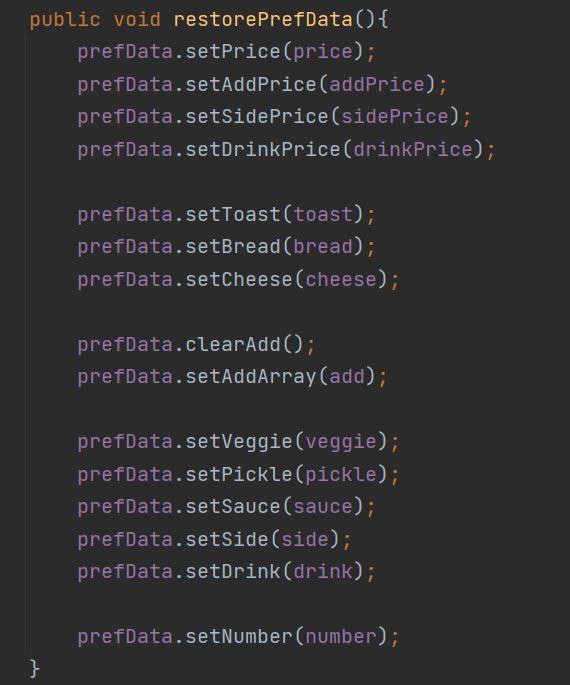 public void restorePrefData(){
prefData.setPrice(price);
prefData.setAddPrice(addPrice);
prefData.setSidePrice(sidePrice);
prefData.setDrinkPrice(drinkPrice);
prefData.setToast(toast);
prefData.setBread(bread);
prefData.setCheese(cheese);
prefData.clearAdd();
prefData.setAddArray(add);
prefData.setVeggie(veggie);
prefData.setPickle(pickle);
prefData.setSauce(sauce);
prefData.setSide(side);
prefData.setDrink(drink);
prefData.setNumber(number);
}